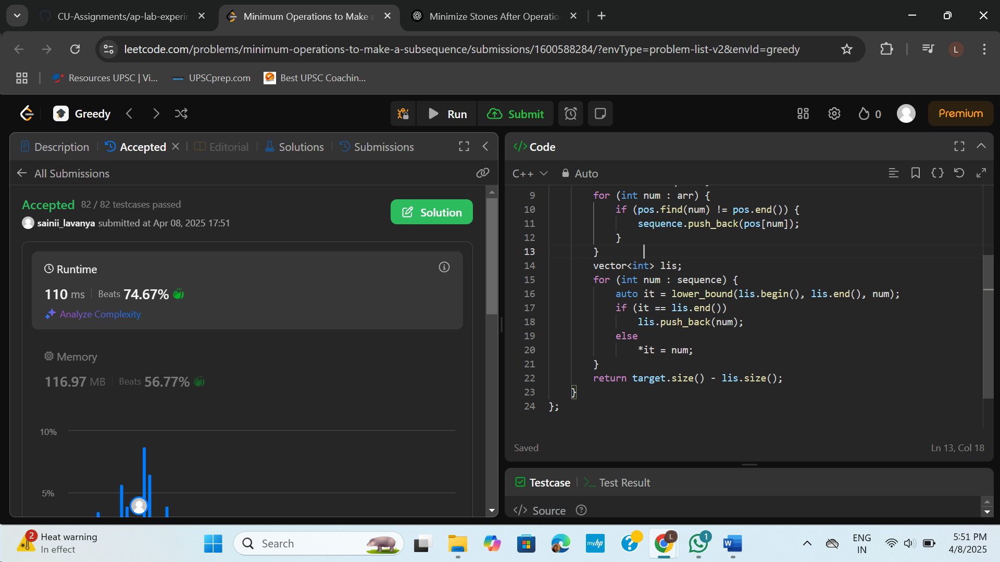 CU-Assignments/ap-lab-experin
Minimum Operations to Make a
Minimize Stones After Operatio
leetcode.com/problems/minimum-operations-to-make-a-subsequence/submissions/1600588284/?envType=problem-list-v2&envId=greedy
L
Resources UPSC | Vi...
UPSCprep.com
Best UPSC Coachin...
Greedy
Run
Submit
0
Premium
Description
Accepted
Editorial
Solutions
Submissions
All Submissions
Accepted 82 / 82 testcases passed
sainii_lavanya submitted at Apr 08, 2025 17:51
Solution
Runtime
110 ms
Beats 74.67%
Analyze Complexity
Memory
116.97 MB
Beats 56.77%
10%
5%
</> Code
C++
Auto
9 for (int num : arr) {
10 if (pos.find(num) != pos.end()) {
11 sequence.push_back(pos[num]);
12 }
13 }
14 vector<int> lis;
15 for (int num : sequence) {
16 auto it = lower_bound(lis.begin(), lis.end(), num);
17 if (it == lis.end())
18 lis.push_back(num);
19 else
20 *it = num;
21 }
22 return target.size() - lis.size();
23 }
24 };
Saved
Ln 13, Col 18
Testcase
Test Result
</> Source
2
Heat warning
In effect
Search
myhp
L
1
W
ENG
IN
5:51 PM
4/8/2025